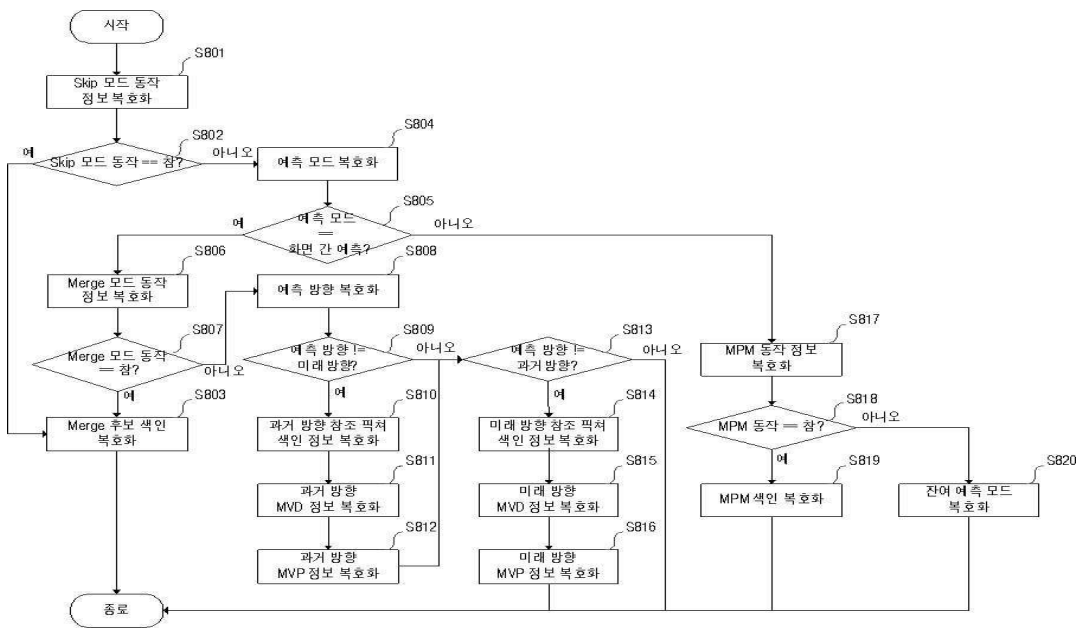 시작
S801
Skip 모드 동작
정보 복호화
S802
예
Skip 모드 동작 == 참?
아니오
S804
예측 모드 복호화
S805
예
예측 모드
==
화면 간 예측?
아니오
S806
Merge 모드 동작
정보 복호화
S807
Merge 모드 동작
== 참?
아니오
예
S803
Merge 후보 색인
복호화
S808
예측 방향 복호화
S809
예측 방향 !=
미래 방향?
아니오
예
S810
과거 방향 참조 픽쳐
색인 정보 복호화
S811
과거 방향
MVD 정보 복호화
S812
과거 방향
MVP 정보 복호화
S813
예측 방향 !=
과거 방향?
아니오
예
S814
미래 방향 참조 픽쳐
색인 정보 복호화
S815
미래 방향
MVD 정보 복호화
S816
미래 방향
MVP 정보 복호화
S817
MPM 동작 정보
복호화
S818
MPM 동작 == 참?
아니오
예
S819
MPM 색인 복호화
S820
잔여 예측 모드
복호화
종료